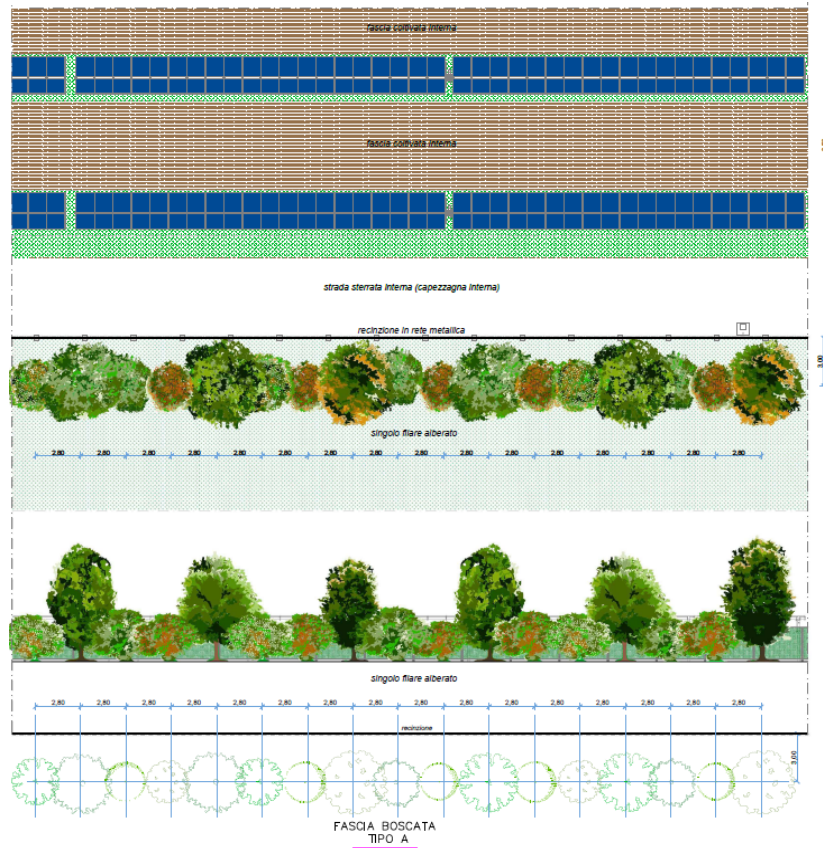 fascia coltivata interna
fascia coltivata interna
strada sterrata interna (capezzagna interna)
recinzione in rete metallica
3.00
singolo filare alberato
2.80 2.80 2.80 2.80 2.80 2.80 2.80 2.80 2.80 2.80 2.80 2.80 2.80 2.80 2.80 2.80
singolo filare alberato
2,80 2,80 2,80 2,80 2,80 2,80 2,80 2,80 2,80 2,80 2,80 2,80 2,80 2,80 2,80 2,80
recinzione
3,00
FASCIA BOSCATA
TIPO A